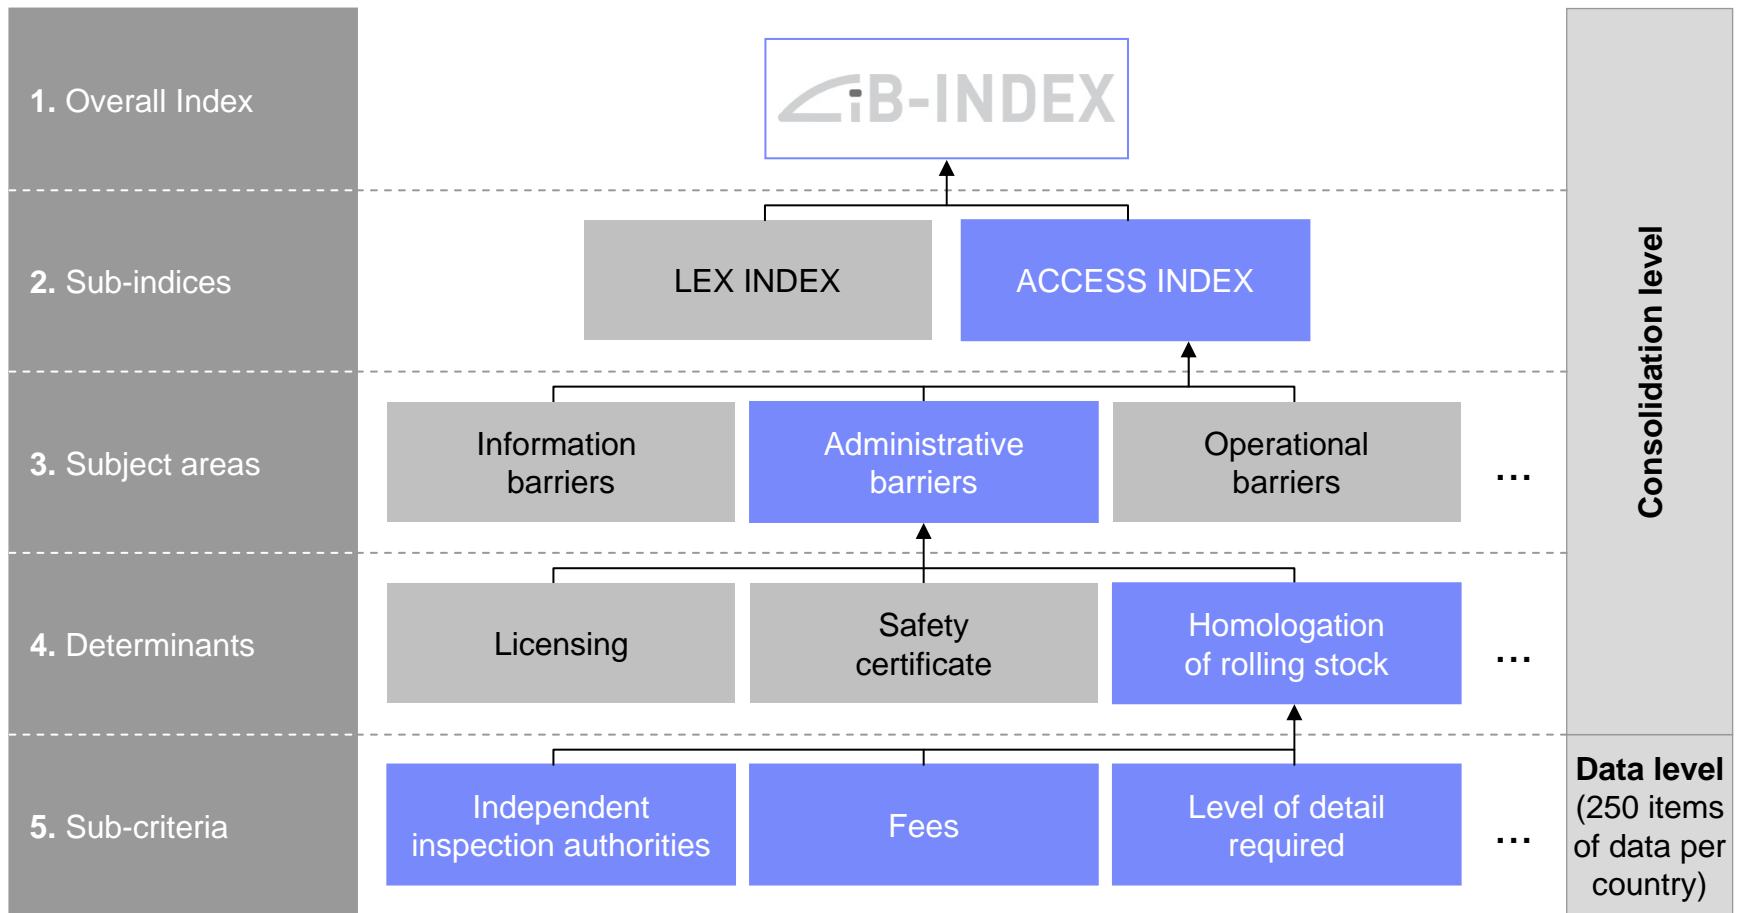 1. Overall Index
LiB-INDEX
2. Sub-indices
LEX INDEX
ACCESS INDEX
3. Subject areas
Information
barriers
Administrative
barriers
Operational
barriers
...
4. Determinants
Licensing
Safety
certificate
Homologation
of rolling stock
...
5. Sub-criteria
Independent
inspection authorities
Fees
Level of detail
required
...
Consolidation level
Data level
(250 items
of data per
country)